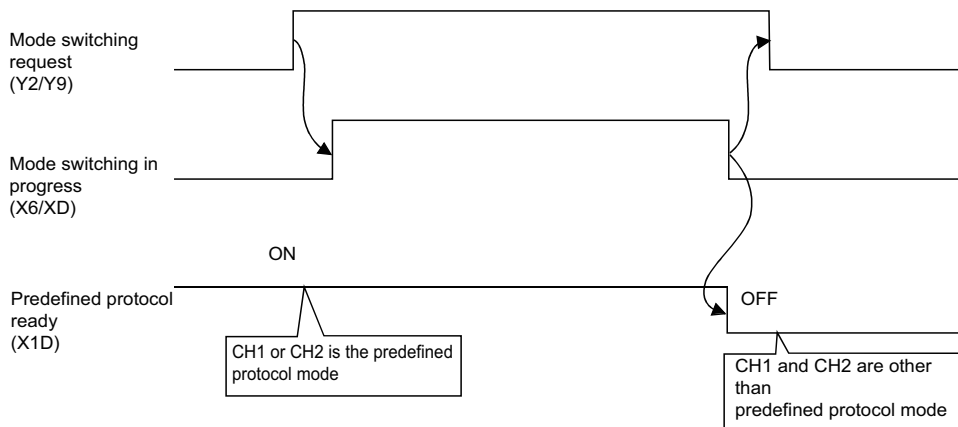 Mode switching
request
(Y2/Y9)
Mode switching in
progress
(X6/XD)
ON
Predefined protocol
ready
(X1D)
OFF
CH1 or CH2 is the predefined
protocol mode
CH1 and CH2 are other
than
predefined protocol mode